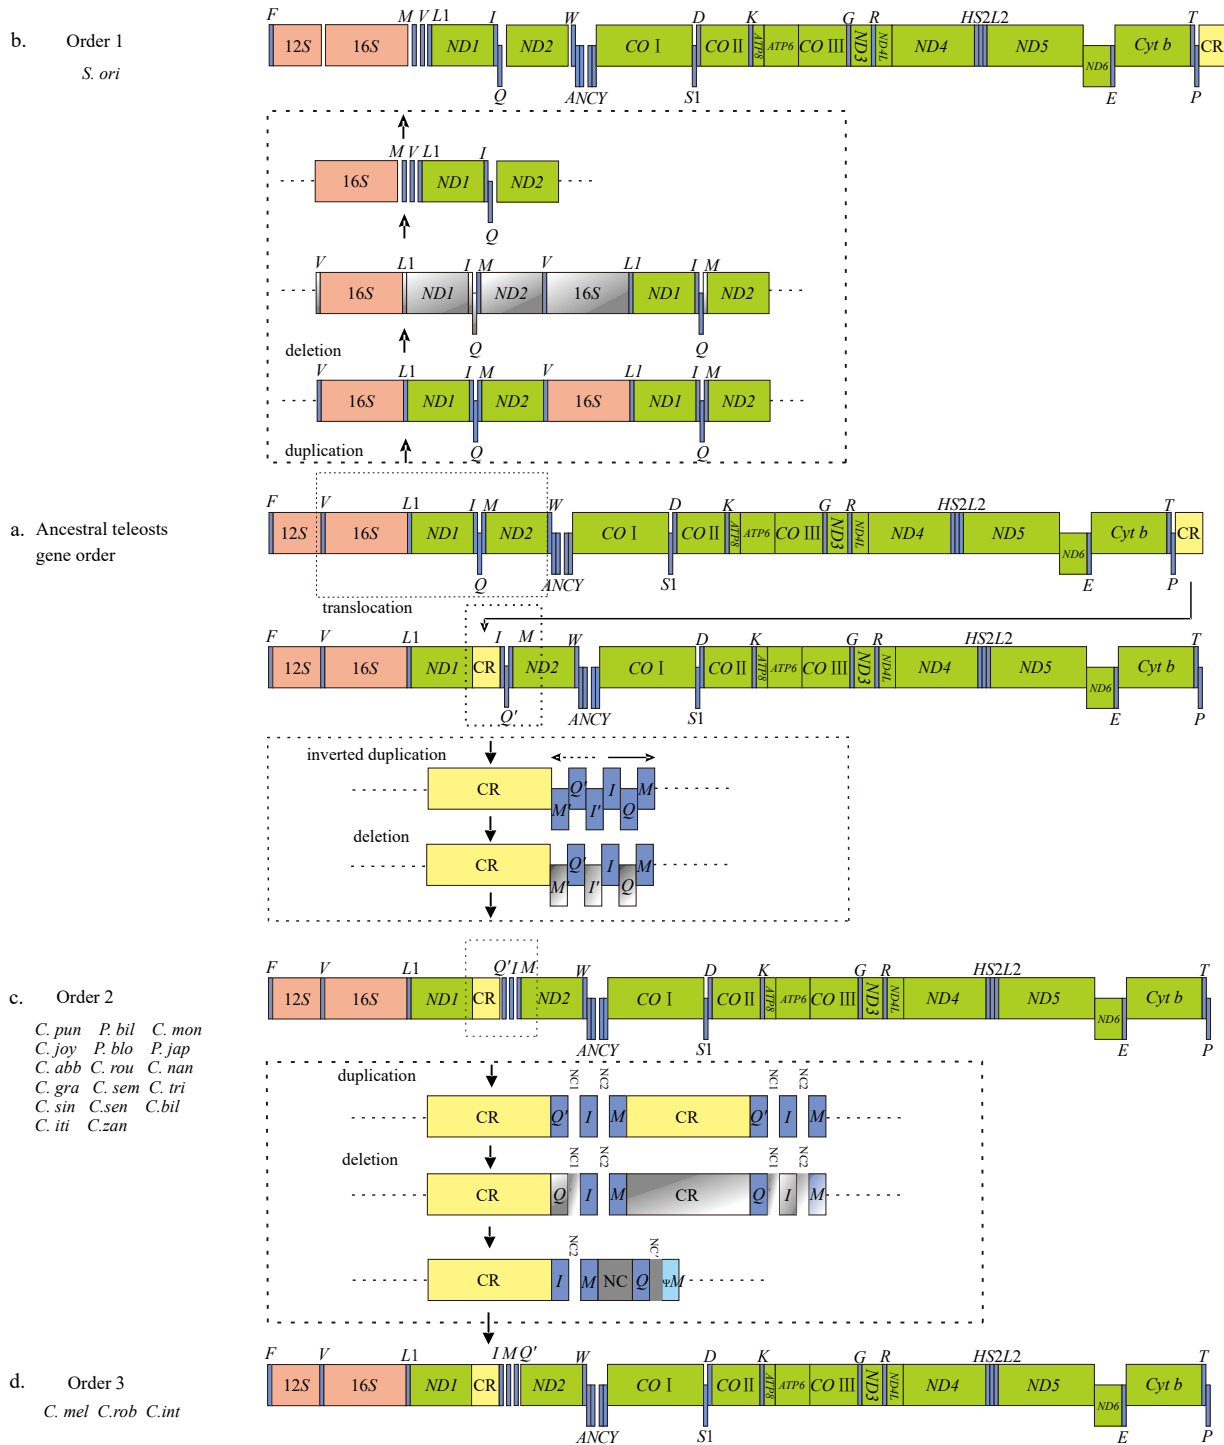 F M V L1 I W D K G R HS2L2 T
b. Order 1 12S 16S ND1 ND2 CO I CO II ATP8 ATP6 CO III ND3 ND4L ND4 ND5 ND6 Cyt b CR
S. ori Q ANCY S1 E P
M V L1 I
16S ND1 ND2
Q
V L1 I M V L1 I M
16S ND1 ND2 16S ND1 ND2
Q Q
deletion
V L1 I M V L1 I M
16S ND1 ND2 16S ND1 ND2
Q Q
duplication
F V L1 I M W D K G R HS2L2 T
a. Ancestral teleosts 12S 16S ND1 ND2 CO I CO II ATP8 ATP6 CO III ND3 ND4L ND4 ND5 ND6 Cyt b CR
gene order
Q ANCY S1 E P
translocation
F V L1 I M W D K G R HS2L2 T
12S 16S ND1 CR ND2 CO I CO II ATP8 ATP6 CO III ND3 ND4L ND4 ND5 ND6 Cyt b
Q' ANCY S1 E P
inverted duplication
CR M' Q' I' I Q M
deletion
CR M' Q' I' I Q M
F V L1 Q' I M W D K G R HS2L2 T
c. Order 2 12S 16S ND1 CR ND2 CO I CO II ATP8 ATP6 CO III ND3 ND4L ND4 ND5 ND6 Cyt b
ANCY S1 E P
C. pun P. bil C. mon
C. joy P. blo P. jap
C. abb C. rou C. nan
C. gra C. sem C. tri
C. sin C.sen C.bil
C. iti C.zan
duplication
NC1 NC2 NC1 NC2
CR Q' I M CR Q' I M
deletion
NC1 NC2 NC1 NC2
CR Q I M CR Q I M
NC2 NC'
CR I M NC Q ΨM
F V L1 I M Q' W D K G R HS2L2 T
d. Order 3 12S 16S ND1 CR ND2 CO I CO II ATP8 ATP6 CO III ND3 ND4L ND4 ND5 ND6 Cyt b
C. mel C.rob C.int ANCY S1 E P